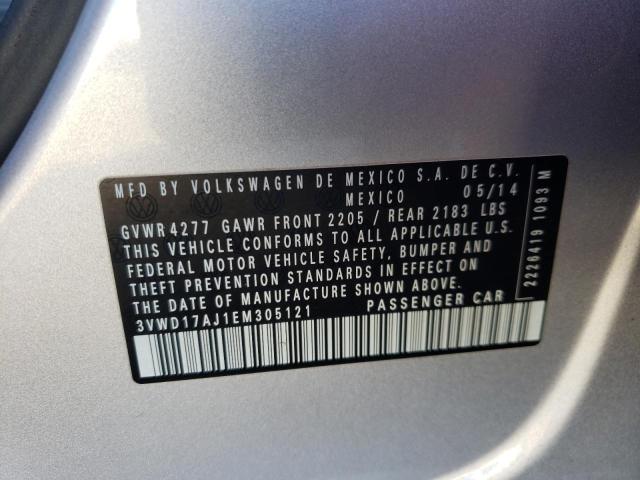 MFD BY VOLKSWAGEN DE MEXICO S.A. DE C.V.
MEXICO 05/14
GVWR 4277 GAWR FRONT 2205 / REAR 2183 LBS
THIS VEHICLE CONFORMS TO ALL APPLICABLE U.S.
FEDERAL MOTOR VEHICLE SAFETY, BUMPER AND
THEFT PREVENTION STANDARDS IN EFFECT ON
THE DATE OF MANUFACTURE SHOWN ABOVE.
3VWD17AJ1EM305121 PASSENGER CAR
2226419 1093 M